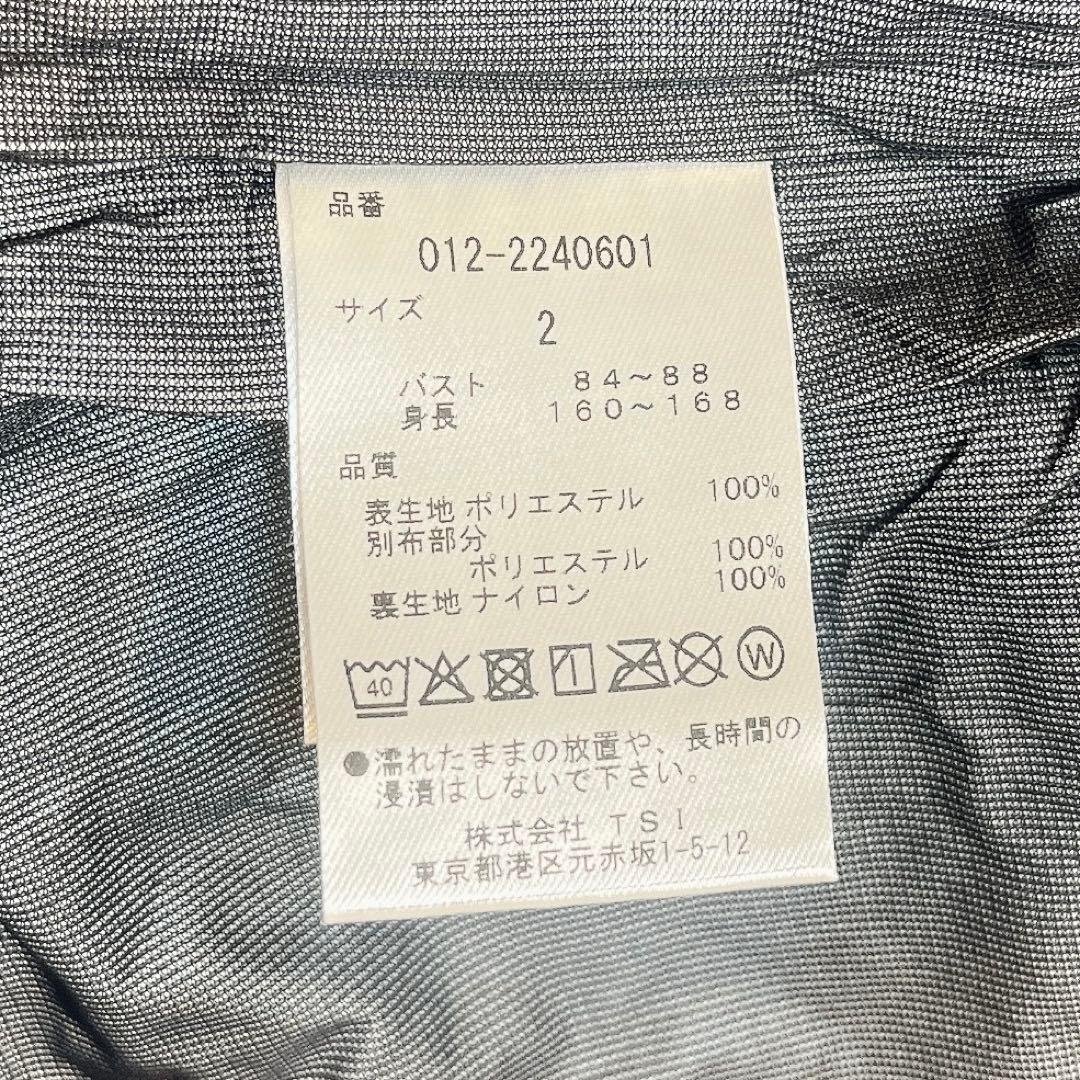 品番
012-2240601
サイズ
2
バスト 84～88
身長 160～168
品質
表生地 ポリエステル 100%
別布部分
ポリエステル 100%
裏生地 ナイロン 100%
40 W
●濡れたままの放置や、長時間の
浸漬はしないで下さい。
株式会社 TSI
東京都港区元赤坂1-5-12